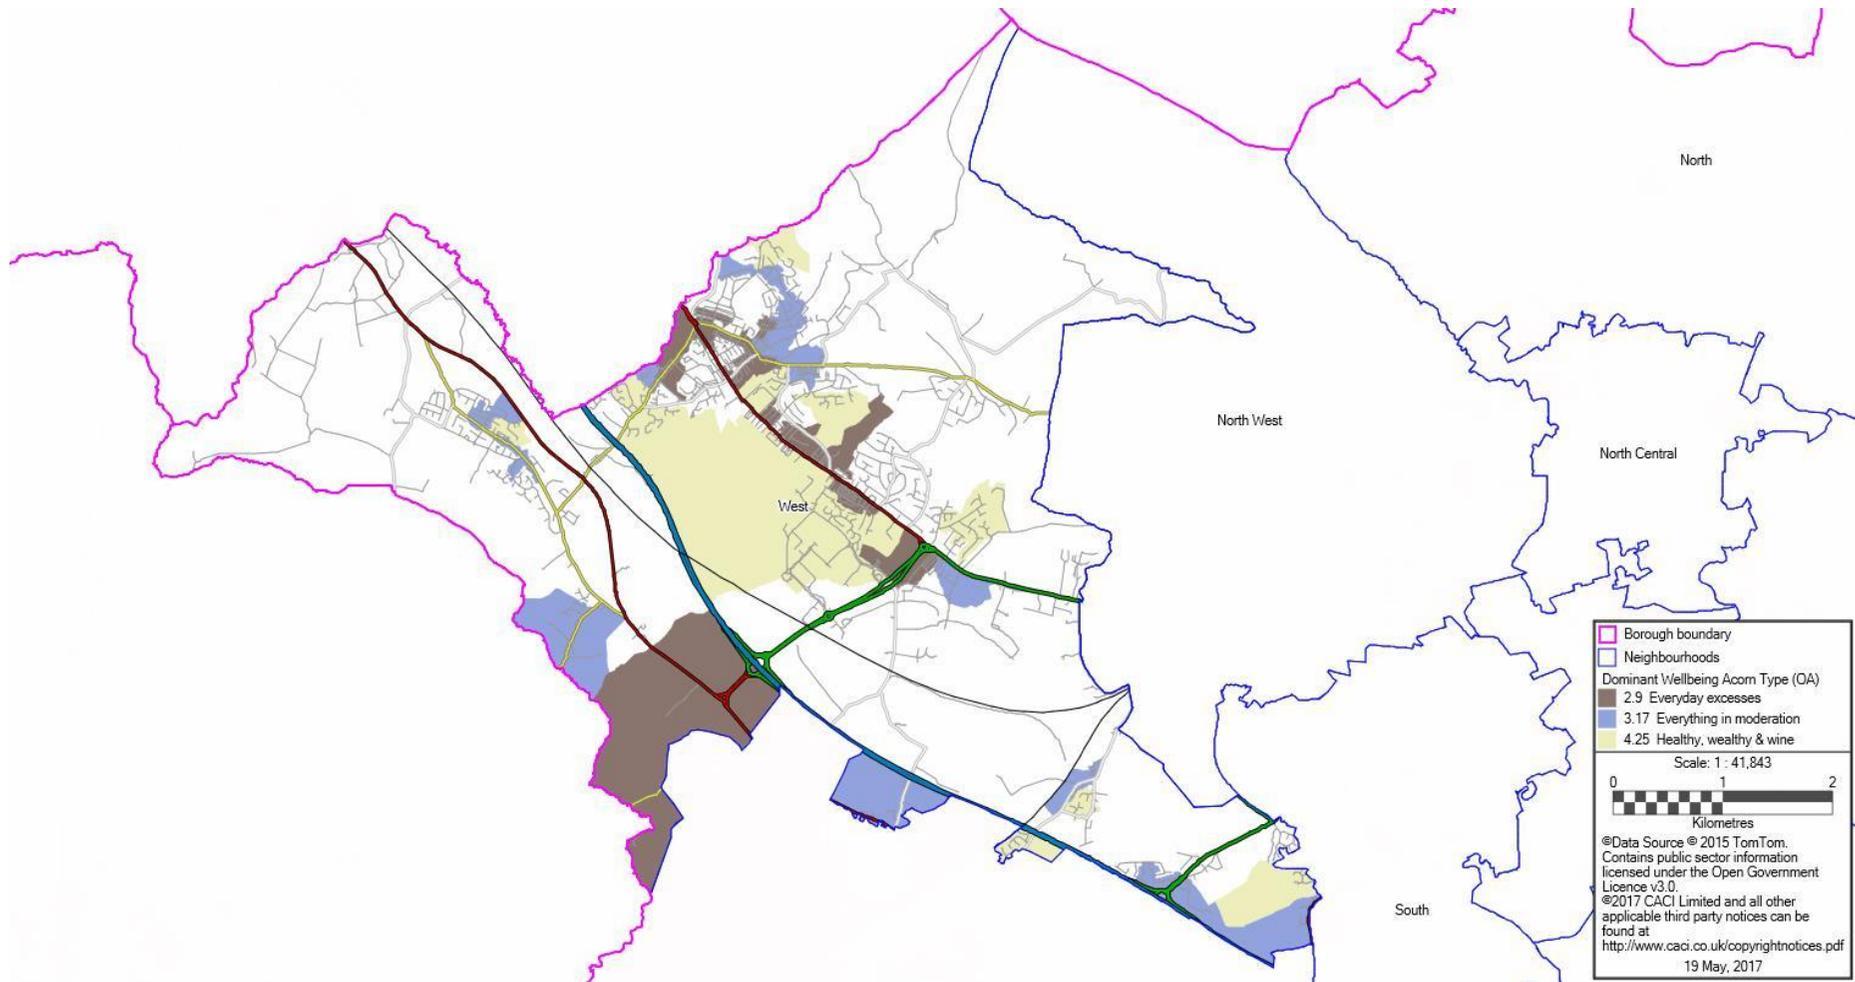 North
North West
North Central
West
South
Borough boundary
Neighbourhoods
Dominant Wellbeing Acorn Type (OA)
2.9 Everyday excesses
3.17 Everything in moderation
4.25 Healthy, wealthy & wine
Scale: 1 : 41,843
0 1 2
Kilometres
©Data Source © 2015 TomTom.
Contains public sector information
licensed under the Open Government
Licence v3.0.
©2017 CACI Limited and all other
applicable third party notices can be
found at
http://www.caci.co.uk/copyrightnotices.pdf
19 May, 2017